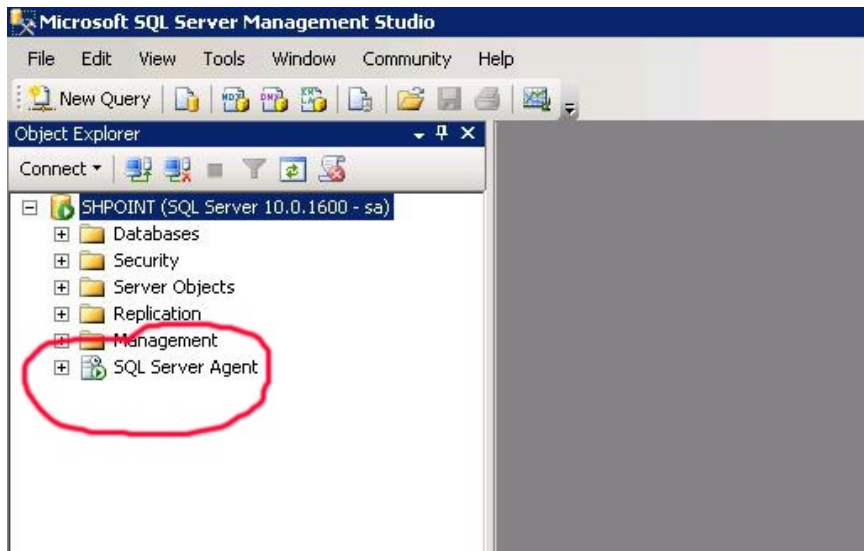 Microsoft SQL Server Management Studio
File Edit View Tools Window Community Help
New Query
Object Explorer
Connect
SHPOINT (SQL Server 10.0.1600 - sa)
Databases
Security
Server Objects
Replication
Management
SQL Server Agent